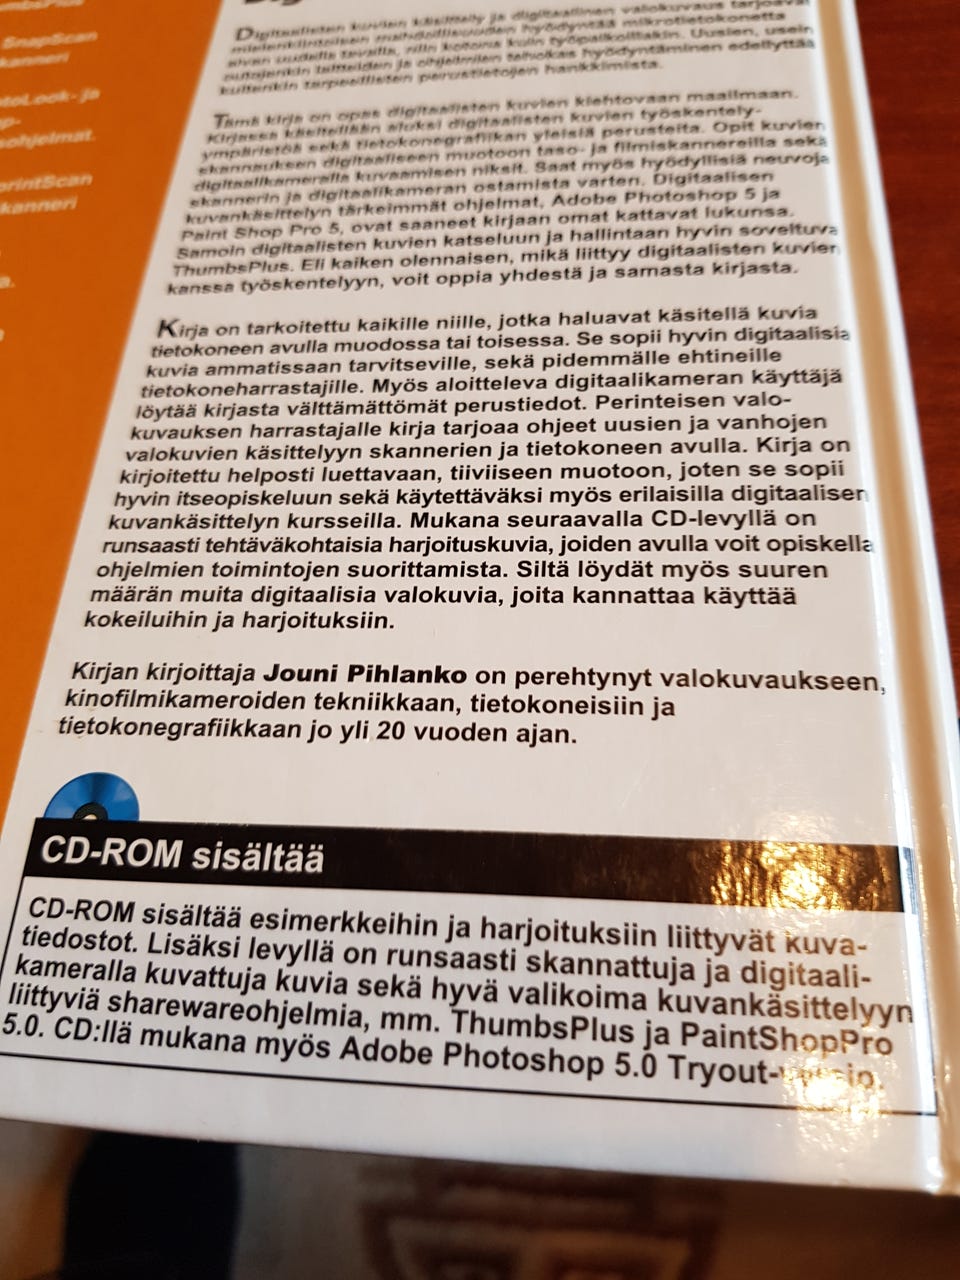 SnapScan
kanneri
otoLook- ja
ohjelmat.
printScan
kanneri
Digitaalisten kuvien käsittely ja digitaalinen valokuvaus tarjoavat
mielenkiintoisen mahdollisuuden hyödyntää mikrotietokonetta
aivan uudella tavalla, niin kotona kuin työpaikoillakin. Uusien, usein
outojenkin laitteiden ja ohjelmien tehokas hyödyntäminen edellyttää
kuitenkin tarpeellisten perustietojen hankkimista.
Tämä kirja on opas digitaalisten kuvien kiehtovaan maailmaan.
Kirjassa käsitellään aluksi digitaalisten kuvien työskentely-
ympäristöä sekä tietokonegrafiikan yleisiä perusteita. Opit kuvien
skannauksen digitaaliseen muotoon taso- ja filmiskannereilla sekä
digitaalikameralla kuvaamisen niksit. Saat myös hyödyllisiä neuvoja
skannerin ja digitaalikameran ostamista varten. Digitaalisen
kuvankäsittelyn tärkeimmät ohjelmat, Adobe Photoshop 5 ja
Paint Shop Pro 5, ovat saaneet kirjaan omat kattavat lukunsa.
Samoin digitaalisten kuvien katseluun ja hallintaan hyvin soveltuva
ThumbsPlus. Eli kaiken olennaisen, mikä liittyy digitaalisten kuvien
kanssa työskentelyyn, voit oppia yhdestä ja samasta kirjasta.
Kirja on tarkoitettu kaikille niille, jotka haluavat käsitellä kuvia
tietokoneen avulla muodossa tai toisessa. Se sopii hyvin digitaalisia
kuvia ammatissaan tarvitseville, sekä pidemmälle ehtineille
tietokoneharrastajille. Myös aloitteleva digitaalikameran käyttäjä
löytää kirjasta välttämättömät perustiedot. Perinteisen valo-
kuvauksen harrastajalle kirja tarjoaa ohjeet uusien ja vanhojen
valokuvien käsittelyyn skannerien ja tietokoneen avulla. Kirja on
kirjoitettu helposti luettavaan, tiiviiseen muotoon, joten se sopii
hyvin itseopiskeluun sekä käytettäväksi myös erilaisilla digitaalisen
kuvankäsittelyn kursseilla. Mukana seuraavalla CD-levyllä on
runsaasti tehtäväkohtaisia harjoituskuvia, joiden avulla voit opiskella
ohjelmien toimintojen suorittamista. Siltä löydät myös suuren
määrän muita digitaalisia valokuvia, joita kannattaa käyttää
kokeiluihin ja harjoituksiin.
Kirjan kirjoittaja Jouni Pihlanko on perehtynyt valokuvaukseen,
kinofilmikameroiden tekniikkaan, tietokoneisiin ja
tietokonegrafiikkaan jo yli 20 vuoden ajan.
CD-ROM sisältää
CD-ROM sisältää esimerkkeihin ja harjoituksiin liittyvät kuva-
tiedostot. Lisäksi levyllä on runsaasti skannattuja ja digitaali-
kameralla kuvattuja kuvia sekä hyvä valikoima kuvankäsittelyyn
liittyviä sharewareohjelmia, mm. ThumbsPlus ja PaintShopPro
5.0. CD:llä mukana myös Adobe Photoshop 5.0 Tryout-versio.